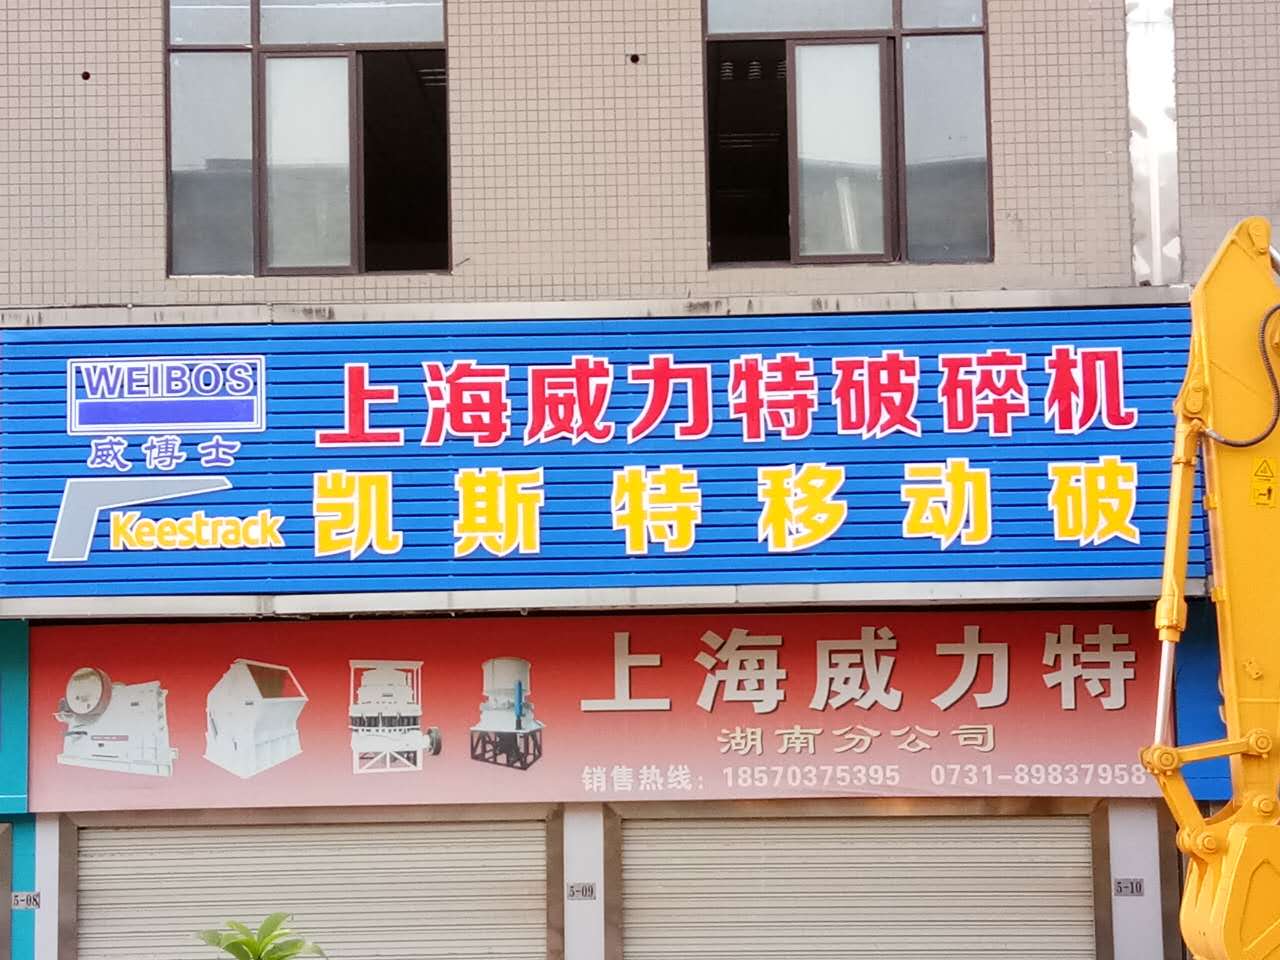 WEIBOS
威博士
Keestrack
上海威力特破碎机
凯斯特移动破
上海威力特
湖南分公司
销售热线：18570375395 0731-89837958
5-08
5-09
5-10